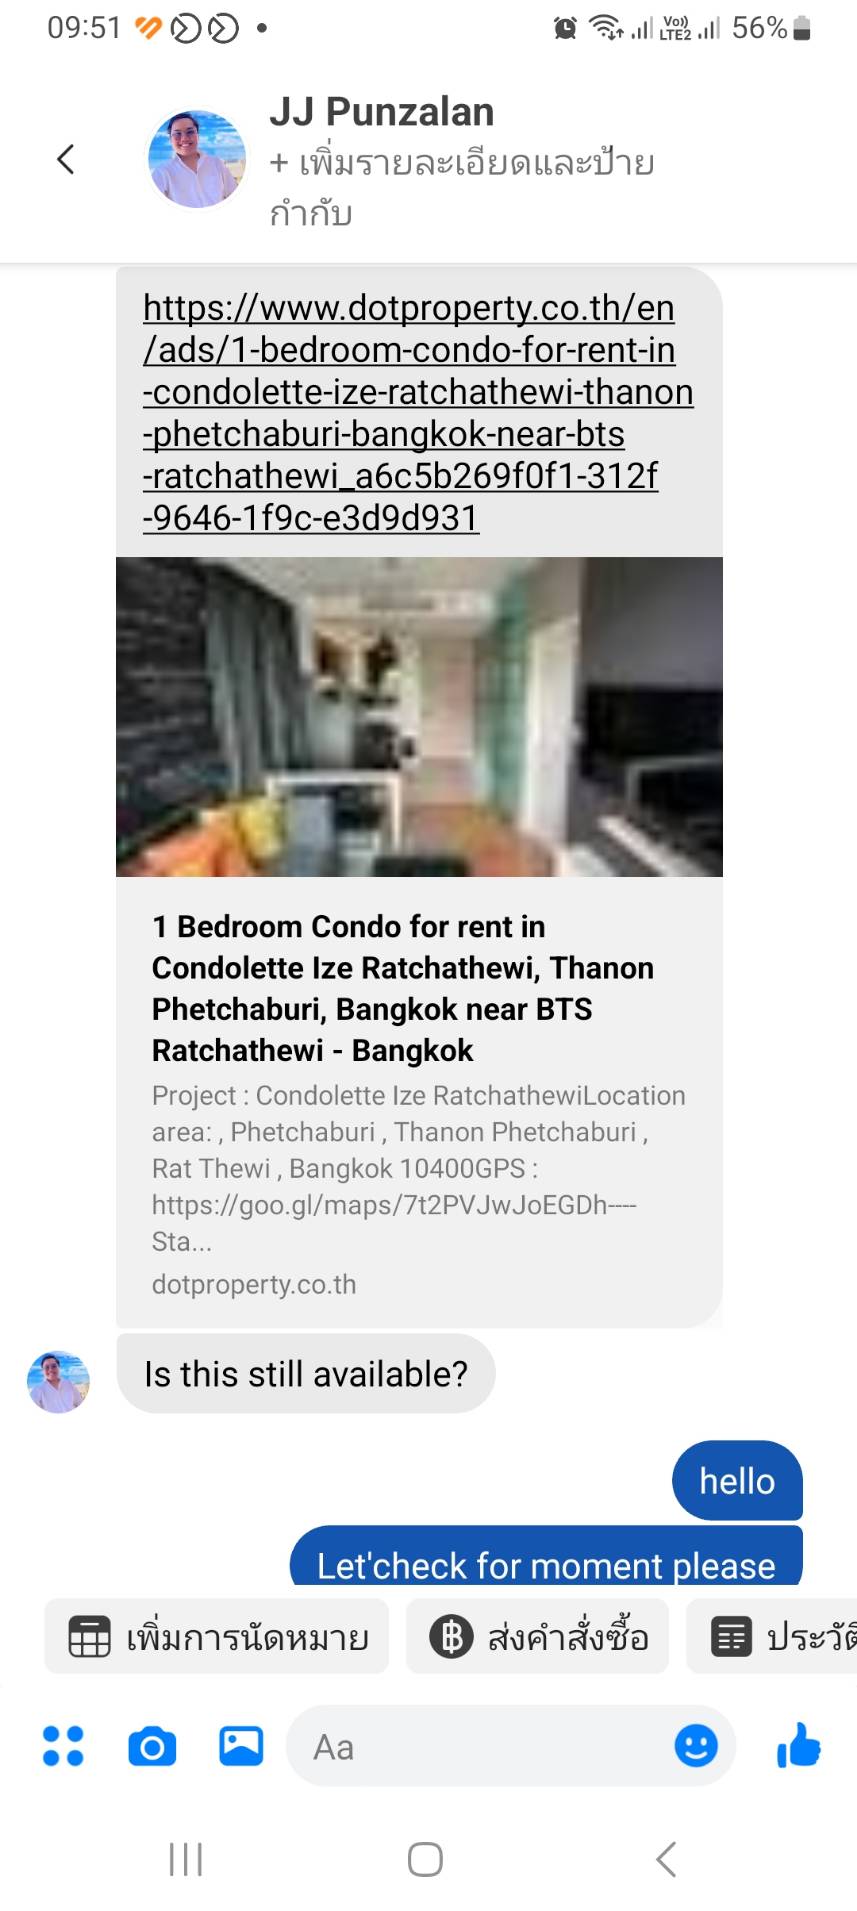 09:51
Vo))
LTE2
56%
JJ Punzalan
+ เพิ่มรายละเอียดและป้าย
กำกับ
https://www.dotproperty.co.th/en
/ads/1-bedroom-condo-for-rent-in
-condolette-ize-ratchathewi-thanon
-phetchaburi-bangkok-near-bts
-ratchathewi_a6c5b269f0f1-312f
-9646-1f9c-e3d9d931
1 Bedroom Condo for rent in
Condolette Ize Ratchathewi, Thanon
Phetchaburi, Bangkok near BTS
Ratchathewi - Bangkok
Project : Condolette Ize RatchathewiLocation
area: , Phetchaburi , Thanon Phetchaburi ,
Rat Thewi , Bangkok 10400GPS :
https://goo.gl/maps/7t2PVJwJoEGDh----
Sta...
dotproperty.co.th
Is this still available?
hello
Let'check for moment please
เพิ่มการนัดหมาย
ส่งคำสั่งซื้อ
ประวัติ
Aa